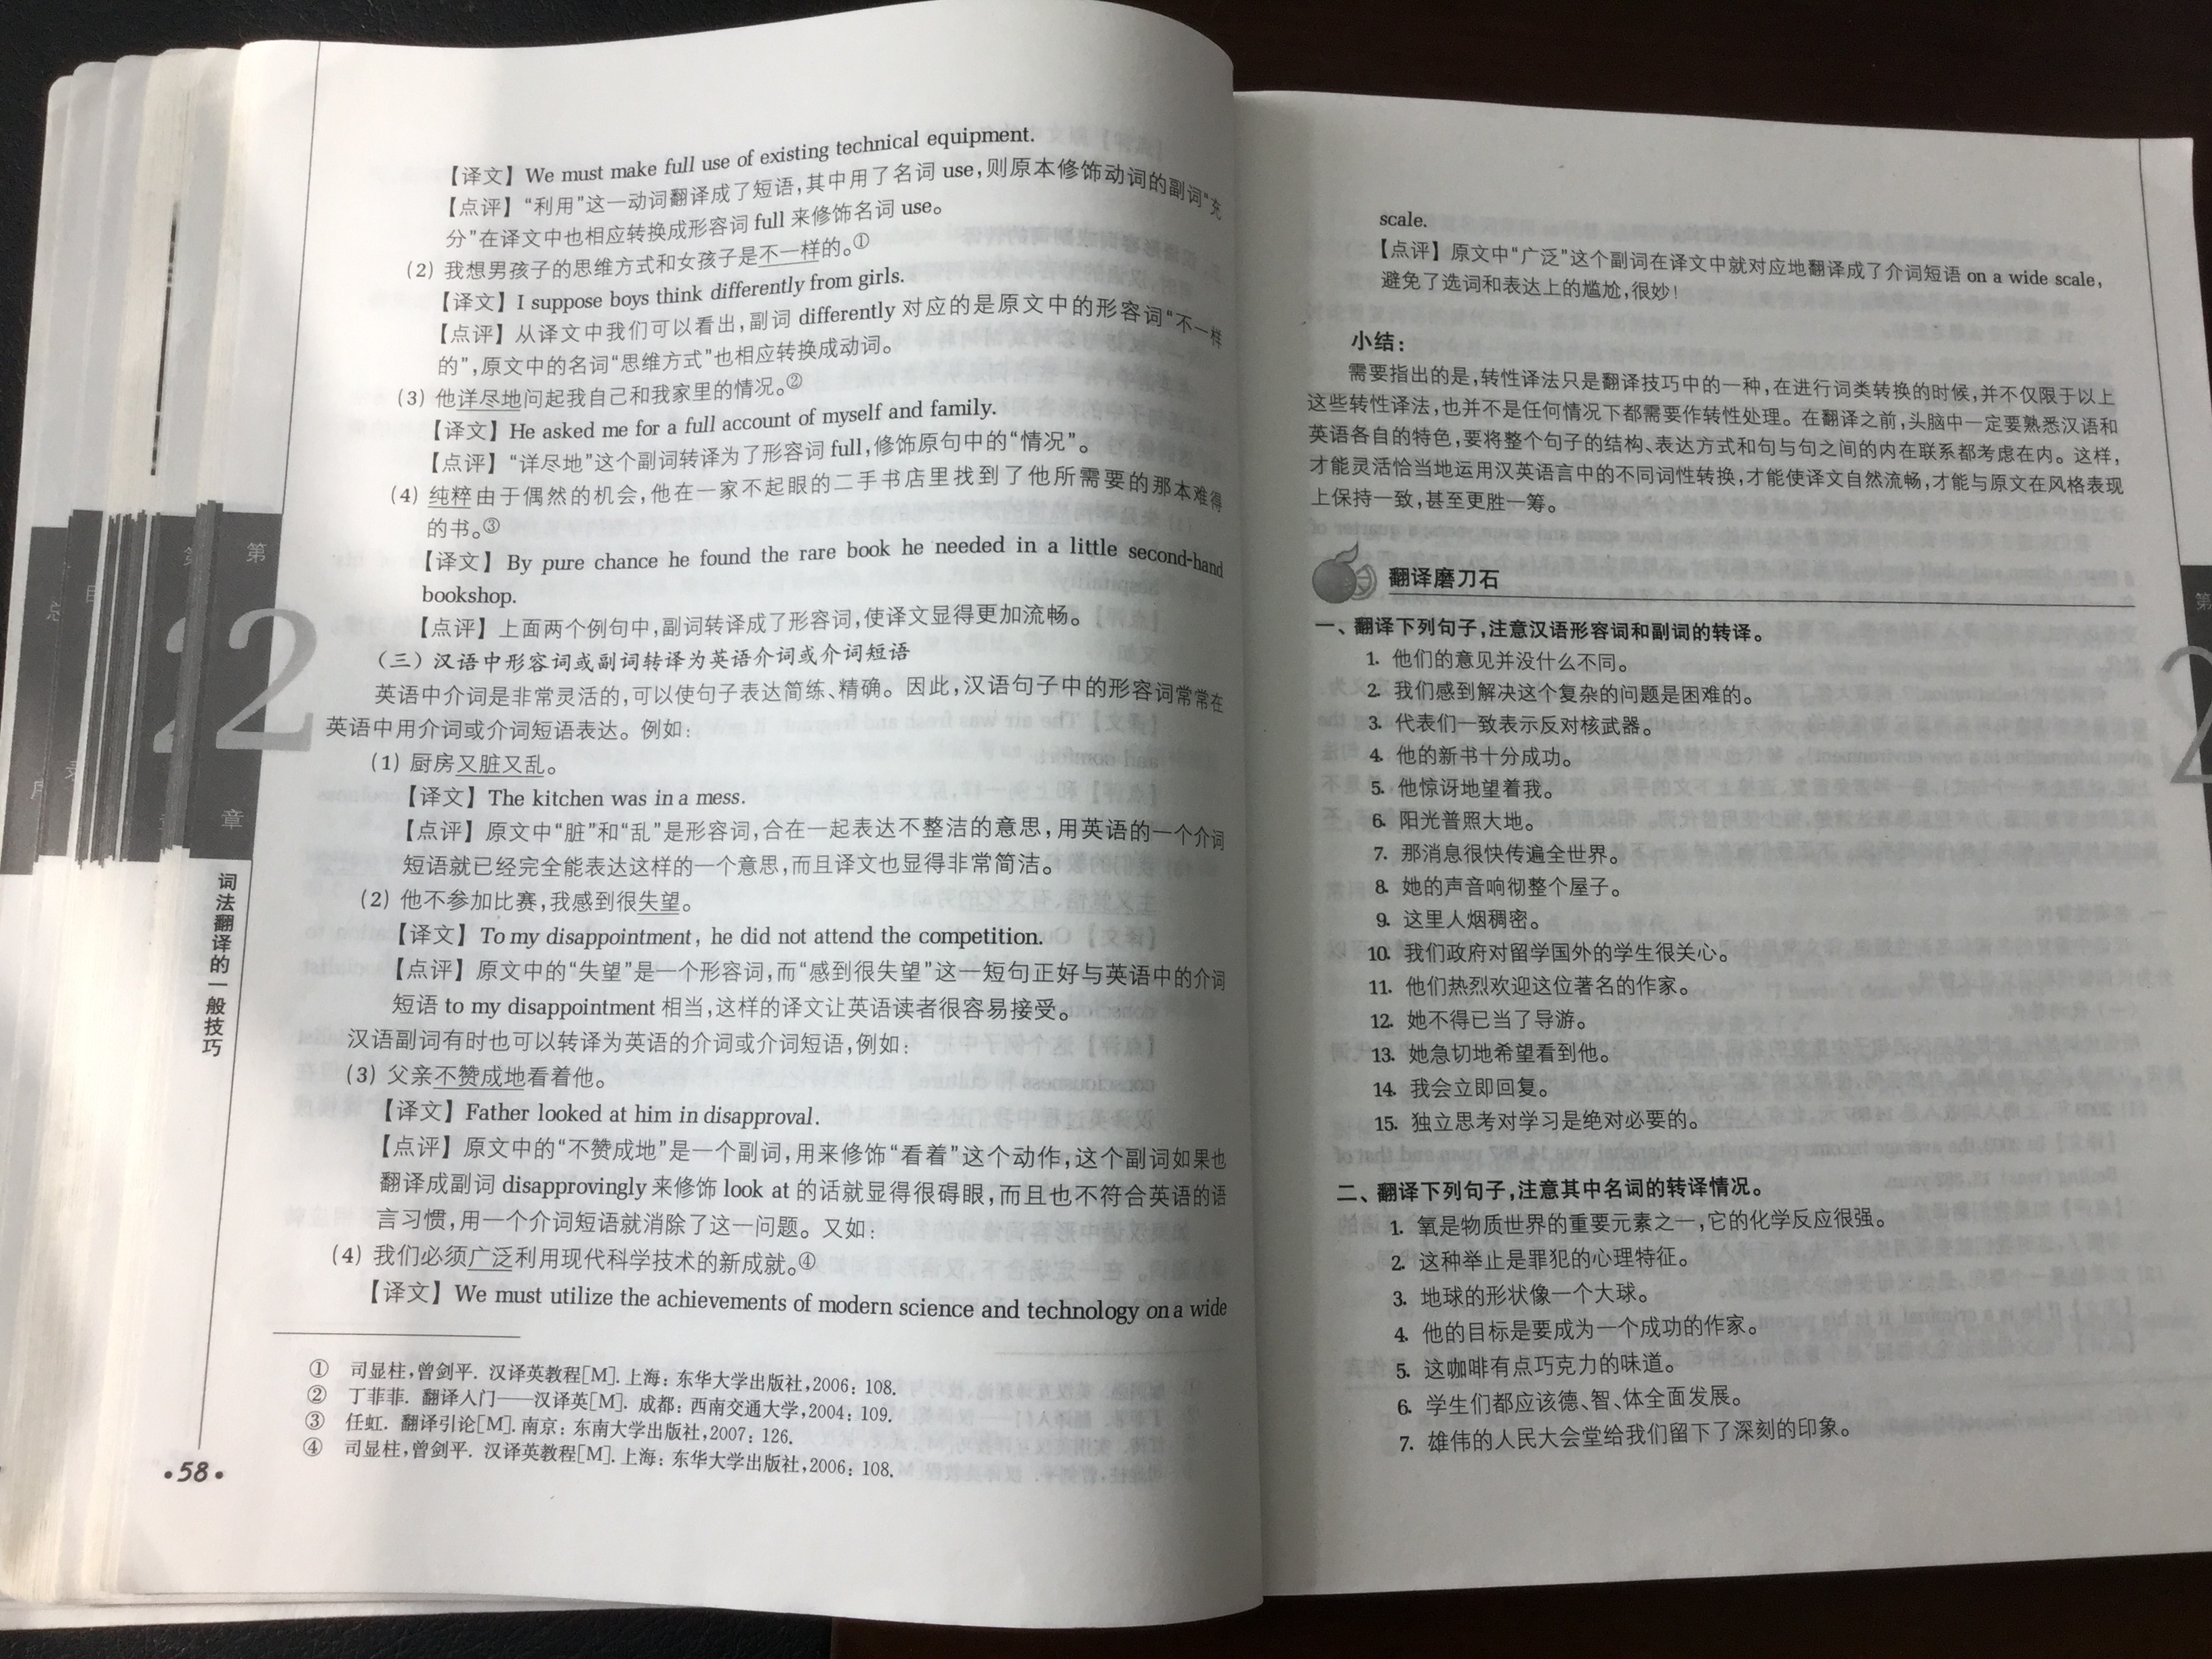 【译文】We must make full use of existing technical equipment.
【点评】"利用"这一动词翻译成了短语,其中用了名词 use,则原本修饰动词的副词"充
分"在译文中也相应转换成形容词 full 来修饰名词 use。
(2) 我想男孩子的思维方式和女孩子是不一样的。①
【译文】I suppose boys think differently from girls.
【点评】从译文中我们可以看出,副词 differently 对应的是原文中的形容词"不一样
的",原文中的名词"思维方式"也相应转换成动词。
(3) 他详尽地问起我自己和我家里的情况。②
【译文】He asked me for a full account of myself and family.
【点评】"详尽地"这个副词转译为了形容词 full,修饰原句中的"情况"。
(4) 纯粹由于偶然的机会,他在一家不起眼的二手书店里找到了他所需要的那本难得
的书。③
【译文】By pure chance he found the rare book he needed in a little second-hand
bookshop.
【点评】上面两个例句中,副词转译成了形容词,使译文显得更加流畅。
(三) 汉语中形容词或副词转译为英语介词或介词短语
英语中介词是非常灵活的,可以使句子表达简练、精确。因此,汉语句子中的形容词常常在
英语中用介词或介词短语表达。例如:
(1) 厨房又脏又乱。
【译文】The kitchen was in a mess.
【点评】原文中"脏"和"乱"是形容词,合在一起表达不整洁的意思,用英语的一个介词
短语就已经完全能表达这样的一个意思,而且译文也显得非常简洁。
(2) 他不参加比赛,我感到很失望。
【译文】To my disappointment, he did not attend the competition.
【点评】原文中的"失望"是一个形容词,而"感到很失望"这一短句正好与英语中的介词
短语 to my disappointment 相当,这样的译文让英语读者很容易接受。
汉语副词有时也可以转译为英语的介词或介词短语,例如:
(3) 父亲不赞成地看着他。
【译文】Father looked at him in disapproval.
【点评】原文中的"不赞成地"是一个副词,用来修饰"看着"这个动作,这个副词如果也
翻译成副词 disapprovingly 来修饰 look at 的话就显得很碍眼,而且也不符合英语的语
言习惯,用一个介词短语就消除了这一问题。又如:
(4) 我们必须广泛利用现代科学技术的新成就。④
【译文】We must utilize the achievements of modern science and technology on a wide
① 司显柱,曾剑平. 汉译英教程[M]. 上海:东华大学出版社,2006:108.
② 丁菲菲. 翻译入门——汉译英[M]. 成都:西南交通大学,2004:109.
③ 任虹. 翻译引论[M]. 南京:东南大学出版社,2007:126.
④ 司显柱,曾剑平. 汉译英教程[M]. 上海:东华大学出版社,2006:108.
•58•
第
2
章
词法翻译的一般技巧
scale.
【点评】原文中"广泛"这个副词在译文中就对应地翻译成了介词短语 on a wide scale,
避免了选词和表达上的尴尬,很妙!
小结:
需要指出的是,转性译法只是翻译技巧中的一种,在进行词类转换的时候,并不仅限于以上
这些转性译法,也并不是任何情况下都需要作转性处理。在翻译之前,头脑中一定要熟悉汉语和
英语各自的特色,要将整个句子的结构、表达方式和句与句之间的内在联系都考虑在内。这样,
才能灵活恰当地运用汉英语言中的不同词性转换,才能使译文自然流畅,才能与原文在风格表现
上保持一致,甚至更胜一筹。
翻译磨刀石
一、翻译下列句子,注意汉语形容词和副词的转译。
1. 他们的意见并没什么不同。
2. 我们感到解决这个复杂的问题是困难的。
3. 代表们一致表示反对核武器。
4. 他的新书十分成功。
5. 他惊讶地望着我。
6. 阳光普照大地。
7. 那消息很快传遍全世界。
8. 她的声音响彻整个屋子。
9. 这里人烟稠密。
10. 我们政府对留学国外的学生很关心。
11. 他们热烈欢迎这位著名的作家。
12. 她不得已当了导游。
13. 她急切地希望看到他。
14. 我会立即回复。
15. 独立思考对学习是绝对必要的。
二、翻译下列句子,注意其中名词的转译情况。
1. 氧是物质世界的重要元素之一,它的化学反应很强。
2. 这种举止是罪犯的心理特征。
3. 地球的形状像一个大球。
4. 他的目标是要成为一个成功的作家。
5. 这咖啡有点巧克力的味道。
6. 学生们都应该德、智、体全面发展。
7. 雄伟的人民大会堂给我们留下了深刻的印象。
第
2